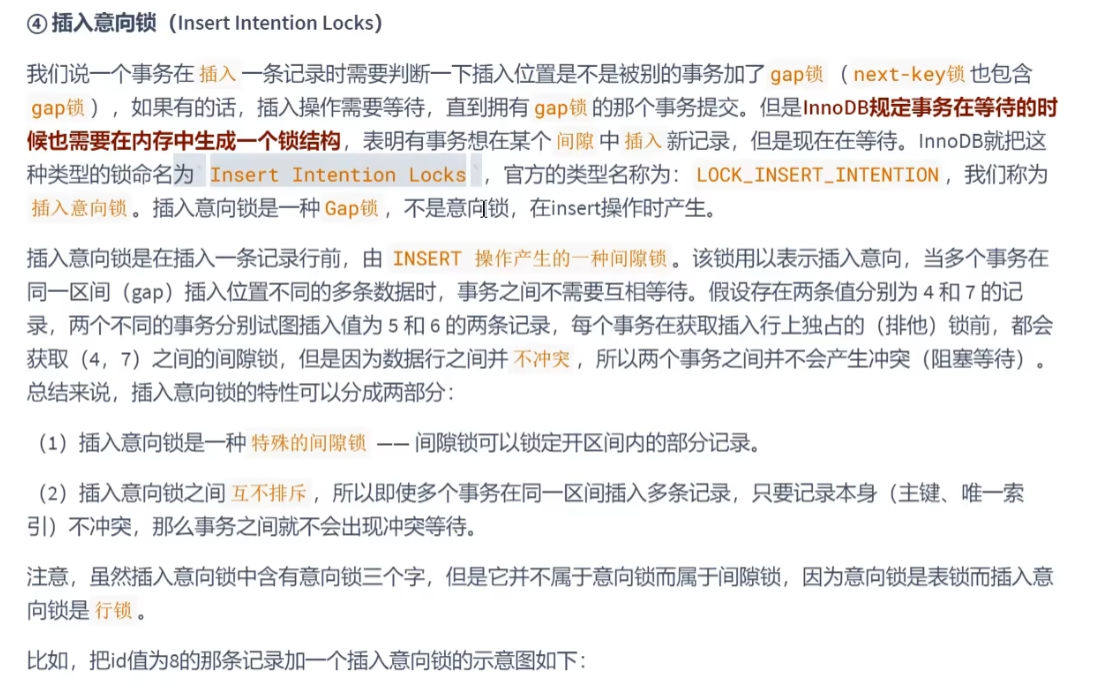 ④ 插入意向锁（Insert Intention Locks）
我们说一个事务在 插入 一条记录时需要判断一下插入位置是不是被别的事务加了 gap锁 （ next-key锁 也包含
gap锁 ），如果有的话，插入操作需要等待，直到拥有 gap锁 的那个事务提交。但是InnoDB规定事务在等待的时
候也需要在内存中生成一个锁结构，表明有事务想在某个 间隙 中 插入 新记录，但是现在在等待。InnoDB就把这
种类型的锁命名为` Insert Intention Locks `，官方的类型名称为： LOCK_INSERT_INTENTION ，我们称为
插入意向锁 。插入意向锁是一种 Gap锁 ，不是意向锁，在insert操作时产生。
插入意向锁是在插入一条记录行前，由 INSERT 操作产生的一种间隙锁 。该锁用以表示插入意向，当多个事务在
同一区间（gap）插入位置不同的多条数据时，事务之间不需要互相等待。假设存在两条值分别为 4 和 7 的记
录，两个不同的事务分别试图插入值为 5 和 6 的两条记录，每个事务在获取插入行上独占的（排他）锁前，都会
获取（4，7）之间的间隙锁，但是因为数据行之间并 不冲突 ，所以两个事务之间并不会产生冲突（阻塞等待）。
总结来说，插入意向锁的特性可以分成两部分：
（1）插入意向锁是一种 特殊的间隙锁 —— 间隙锁可以锁定开区间内的部分记录。
（2）插入意向锁之间 互不排斥 ，所以即使多个事务在同一区间插入多条记录，只要记录本身（主键、唯一索
引）不冲突，那么事务之间就不会出现冲突等待。
注意，虽然插入意向锁中含有意向锁三个字，但是它并不属于意向锁而属于间隙锁，因为意向锁是表锁而插入意
向锁是 行锁 。
比如，把id值为8的那条记录加一个插入意向锁的示意图如下：